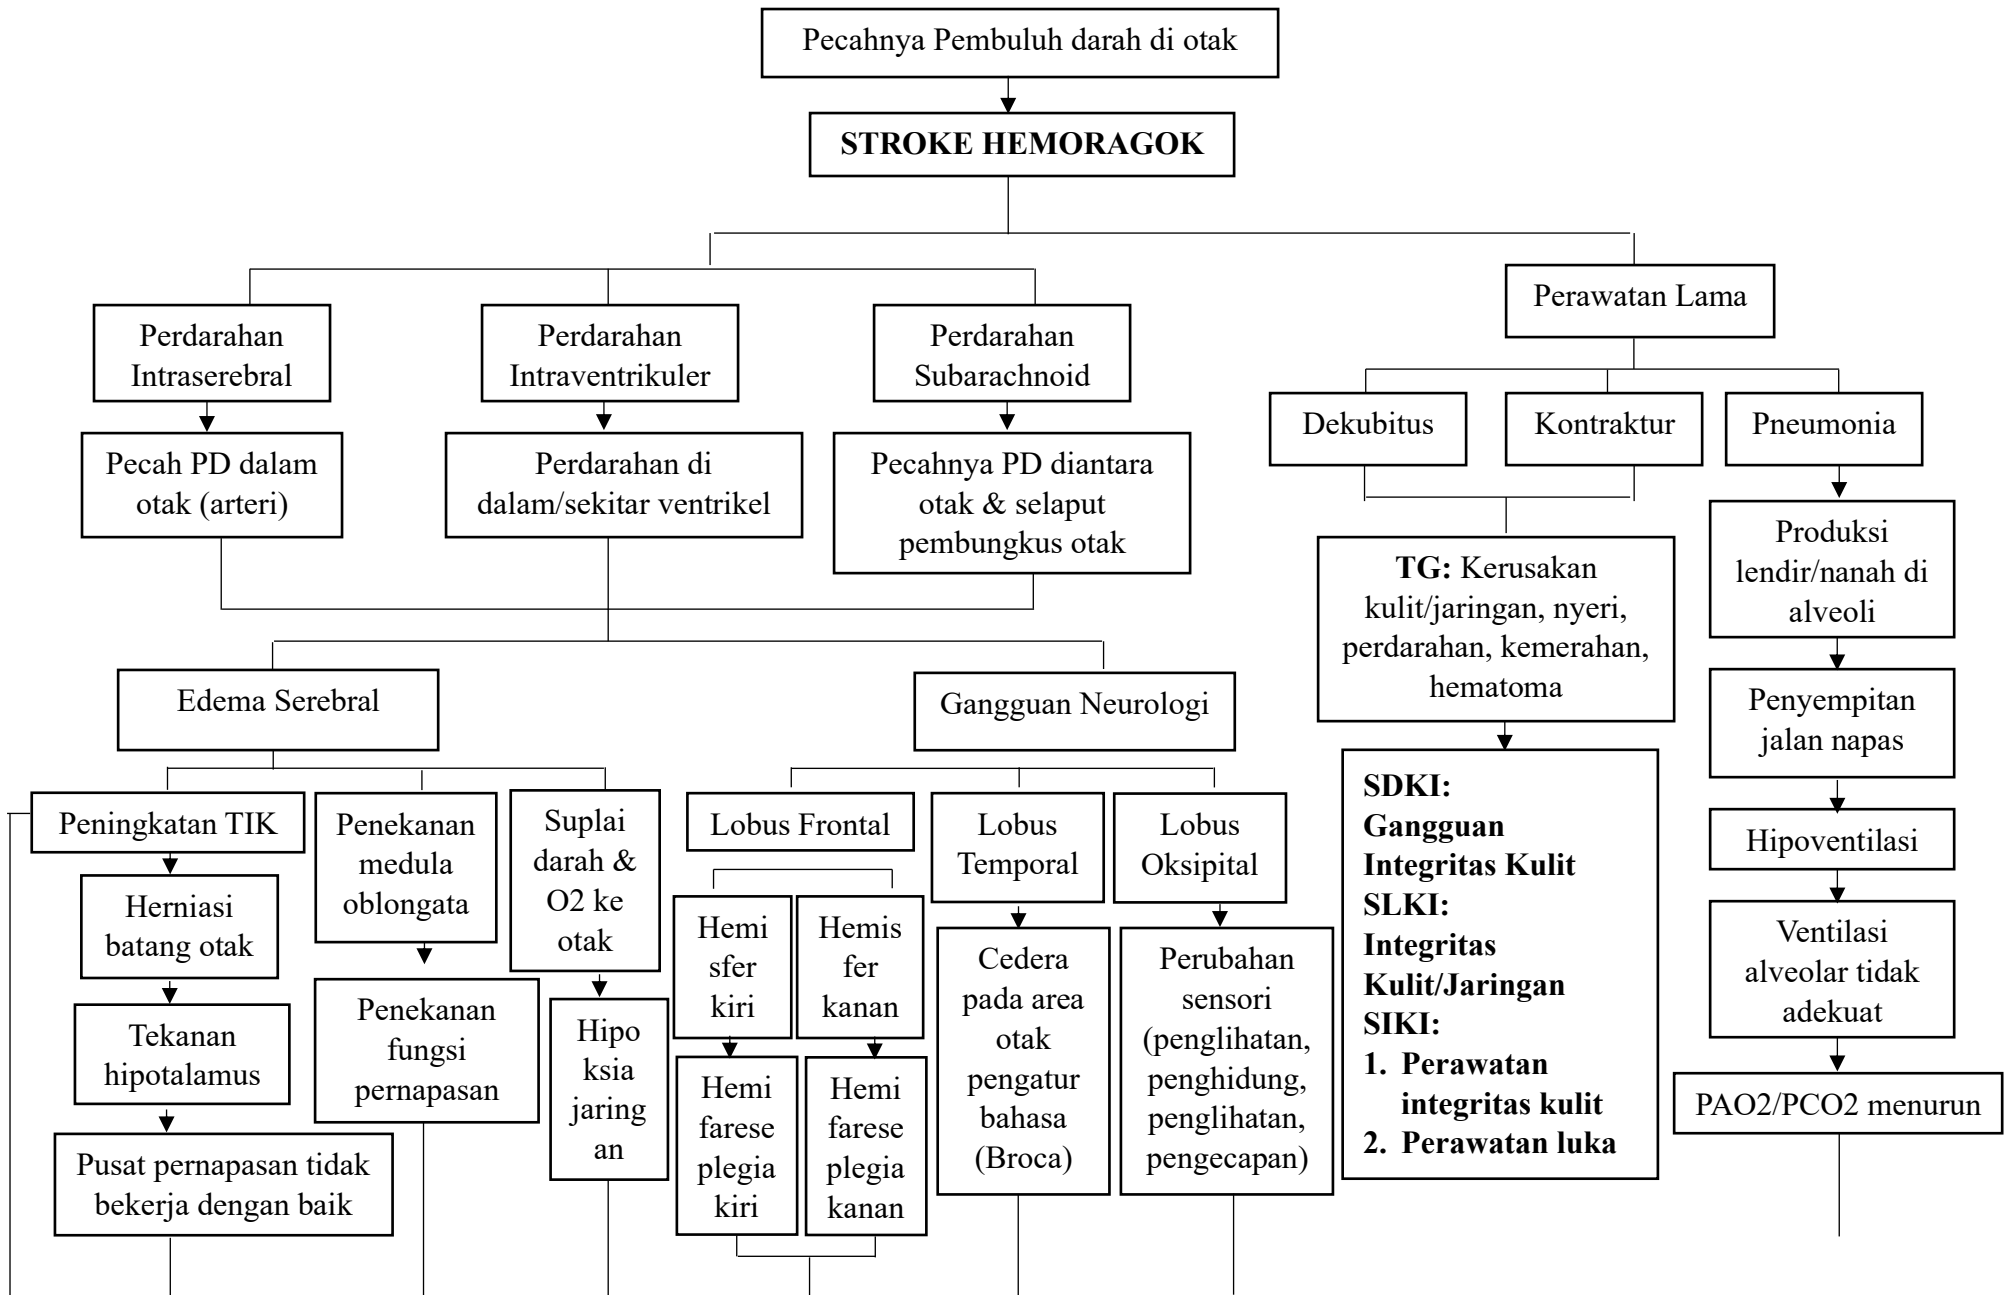 Pecahnya Pembuluh darah di otak
STROKE HEMORAGOK
Perawatan Lama
Perdarahan
Intraserebral
Perdarahan
Intraventrikuler
Perdarahan
Subarachnoid
Dekubitus
Kontraktur
Pneumonia
Pecah PD dalam
otak (arteri)
Perdarahan di
dalam/sekitar ventrikel
Pecahnya PD diantara
otak & selaput
pembungkus otak
TG: Kerusakan
kulit/jaringan, nyeri,
perdarahan, kemerahan,
hematoma
Produksi
lendir/nanah di
alveoli
Edema Serebral
Gangguan Neurologi
Penyempitan
jalan napas
Peningkatan TIK
Penekanan
medula
oblongata
Suplai
darah &
O2 ke
otak
Lobus Frontal
Lobus
Temporal
Lobus
Oksipital
SDKI:
Gangguan
Integritas Kulit
SLKI:
Integritas
Kulit/Jaringan
SIKI:
1. Perawatan
integritas kulit
2. Perawatan luka
Hipoventilasi
Herniasi
batang otak
Hemi
sfer
kiri
Hemis
fer
kanan
Cedera
pada area
otak
pengatur
bahasa
(Broca)
Perubahan
sensori
(penglihatan,
penghidung,
penglihatan,
pengecapan)
Ventilasi
alveolar tidak
adekuat
Tekanan
hipotalamus
Penekanan
fungsi
pernapasan
Hipo
ksia
jaring
an
Hemi
farese
plegia
kiri
Hemi
farese
plegia
kanan
PAO2/PCO2 menurun
Pusat pernapasan tidak
bekerja dengan baik